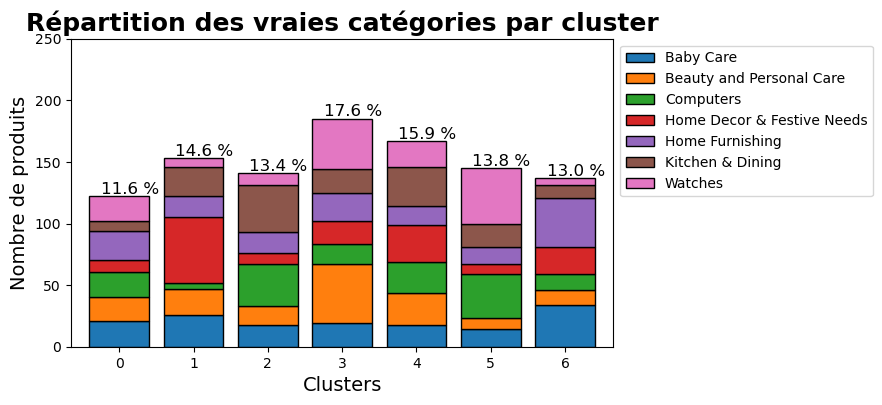 Répartition des vraies catégories par cluster
Nombre de produits
250
200
150
100
50
0
11.6 %
14.6 %
13.4 %
17.6 %
15.9 %
13.8 %
13.0 %
0 1 2 3 4 5 6
Clusters
Baby Care
Beauty and Personal Care
Computers
Home Decor & Festive Needs
Home Furnishing
Kitchen & Dining
Watches